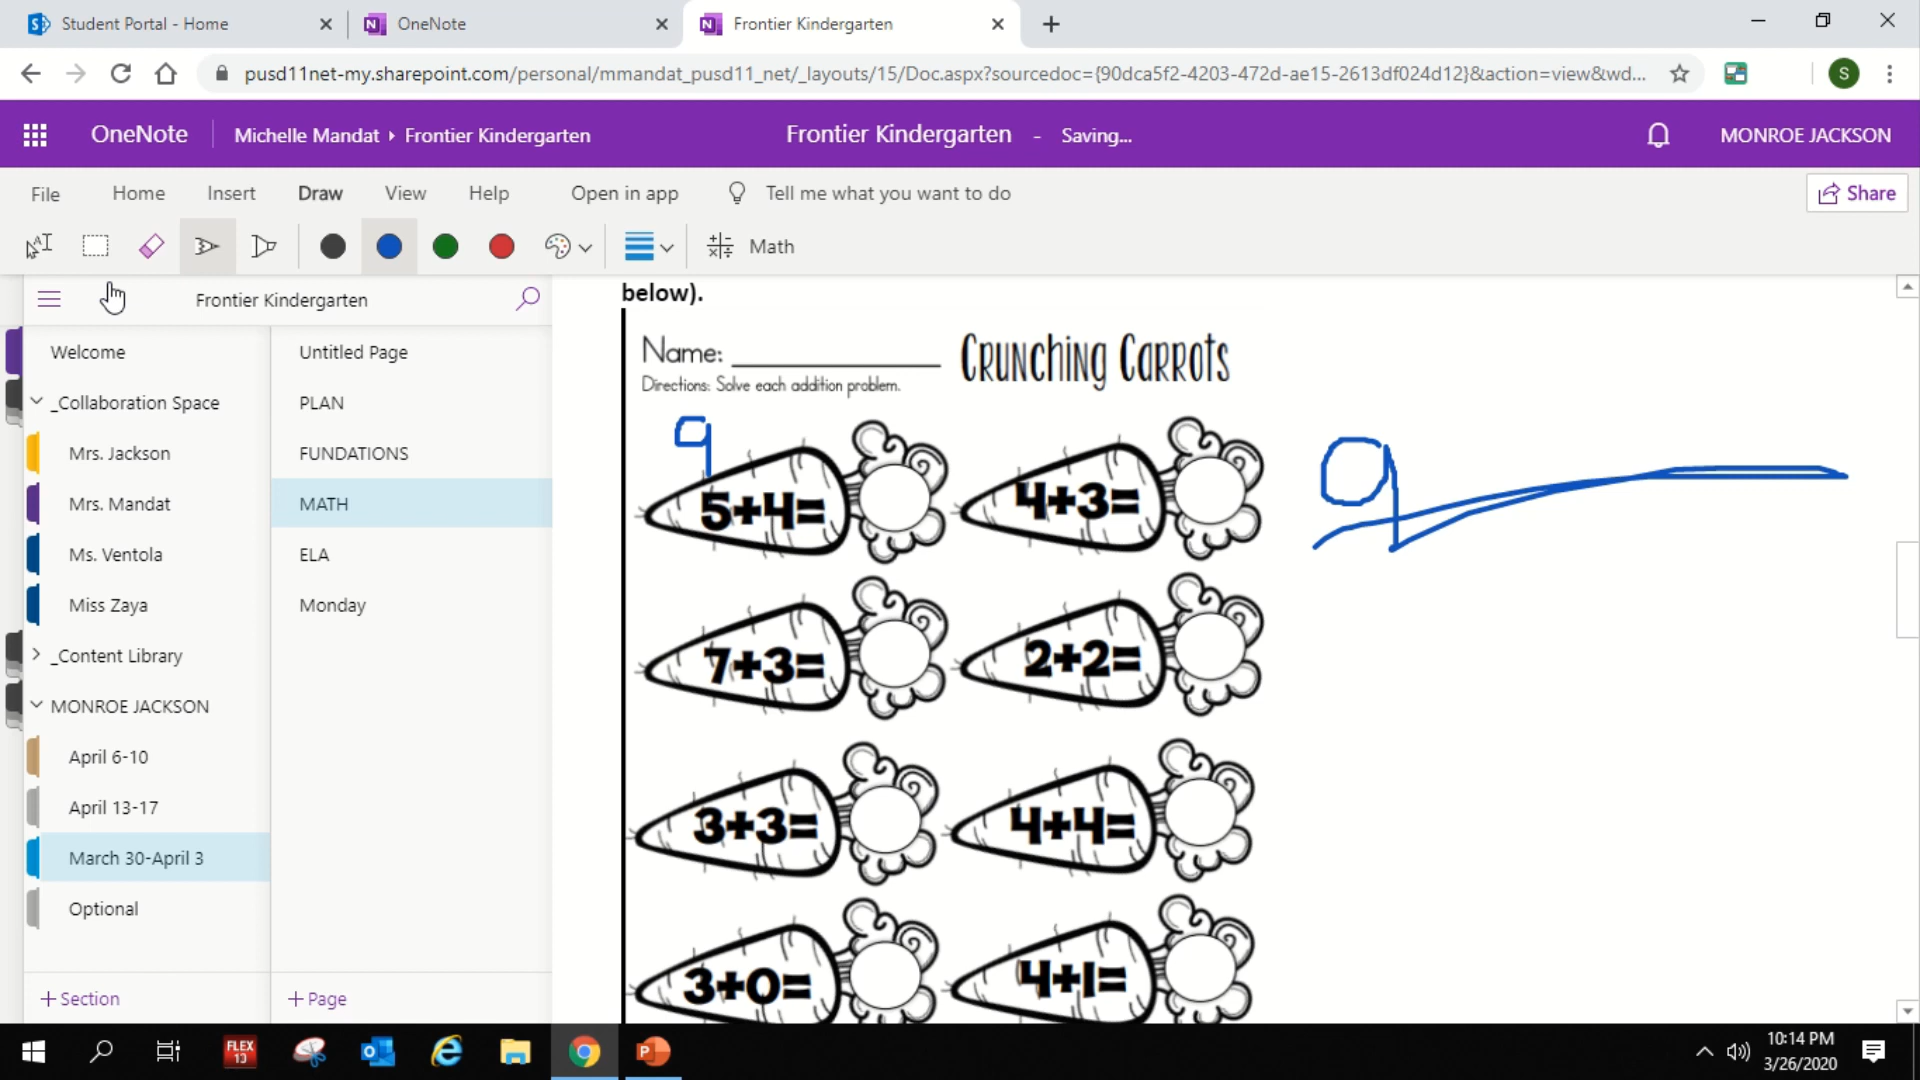 Student Portal - Home
OneNote
Frontier Kindergarten
pusd11net-my.sharepoint.com/personal/mmandat_pusd11_net/_layouts/15/Doc.aspx?sourcedoc={90dca5f2-4203-472d-ae15-2613df024d12}&action=view&wd...
S
OneNote
Michelle Mandat
Frontier Kindergarten
Frontier Kindergarten - Saving...
MONROE JACKSON
File
Home
Insert
Draw
View
Help
Open in app
Tell me what you want to do
Share
Math
Frontier Kindergarten
Welcome
_Collaboration Space
Mrs. Jackson
Mrs. Mandat
Ms. Ventola
Miss Zaya
_Content Library
MONROE JACKSON
April 6-10
April 13-17
March 30-April 3
Optional
+ Section
Untitled Page
PLAN
FUNDATIONS
MATH
ELA
Monday
+ Page
below).
Name: ____________ Crunching Carrots
Directions: Solve each addition problem.
9
9
5+4=
4+3=
7+3=
2+2=
3+3=
4+4=
3+0=
4+1=
FLEX
13
10:14 PM
3/26/2020